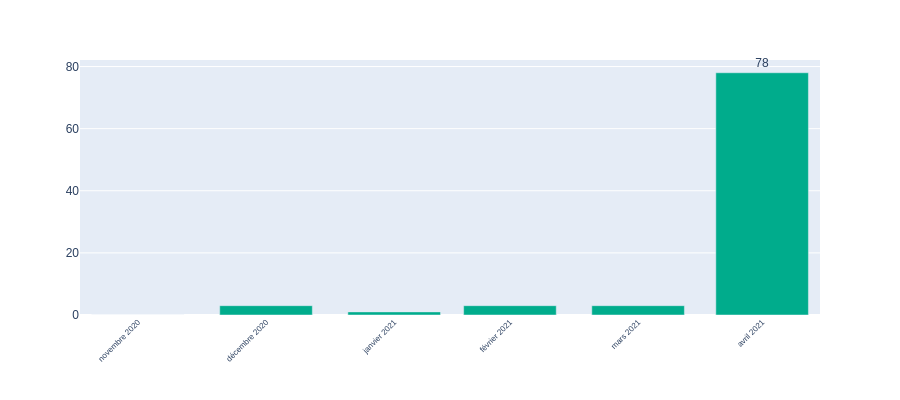 78
80
60
40
20
0
novembre 2020
décembre 2020
janvier 2021
février 2021
mars 2021
avril 2021